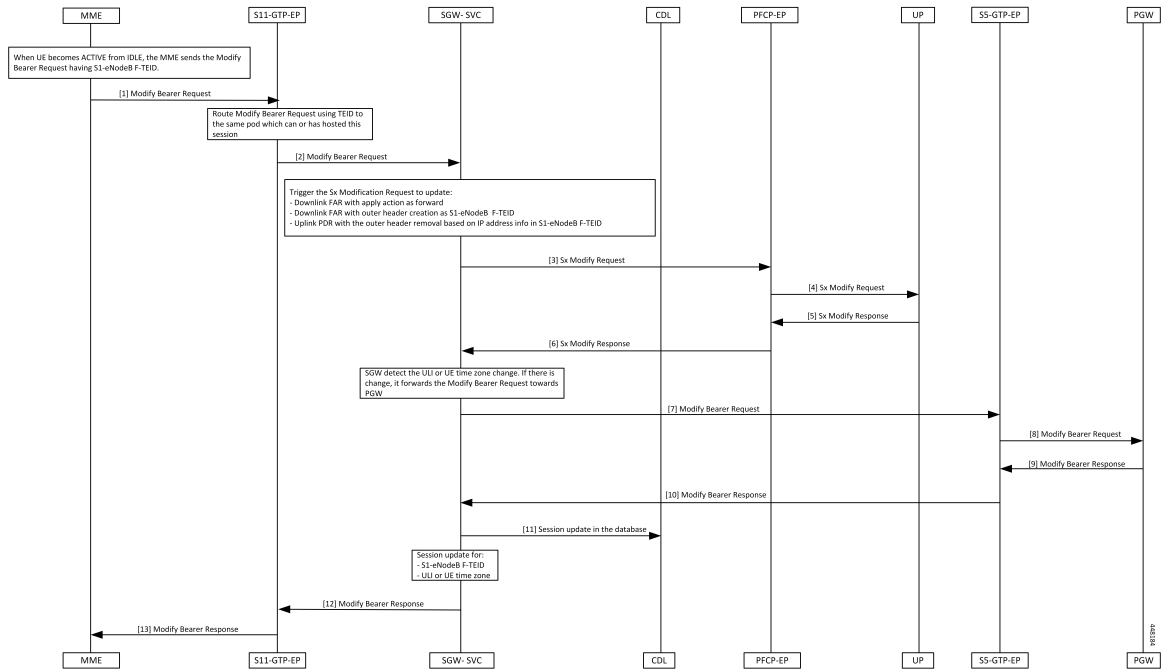 MME
S11-GTP-EP
SGW- SVC
CDL
PFCP-EP
UP
S5-GTP-EP
PGW
When UE becomes ACTIVE from IDLE, the MME sends the Modify
Bearer Request having S1-eNodeB F-TEID.
[1] Modify Bearer Request
Route Modify Bearer Request using TEID to
the same pod which can or has hosted this
session
[2] Modify Bearer Request
Trigger the Sx Modification Request to update:
- Downlink FAR with apply action as forward
- Downlink FAR with outer header creation as S1-eNodeB F-TEID
- Uplink PDR with the outer header removal based on IP address info in S1-eNodeB F-TEID
[3] Sx Modify Request
[4] Sx Modify Request
[5] Sx Modify Response
[6] Sx Modify Response
SGW detect the ULI or UE time zone change. If there is
change, it forwards the Modify Bearer Request towards
PGW
[7] Modify Bearer Request
[8] Modify Bearer Request
[9] Modify Bearer Response
[10] Modify Bearer Response
[11] Session update in the database
Session update for:
- S1-eNodeB F-TEID
- ULI or UE time zone
[12] Modify Bearer Response
[13] Modify Bearer Response
448184
MME
S11-GTP-EP
SGW- SVC
CDL
PFCP-EP
UP
S5-GTP-EP
PGW